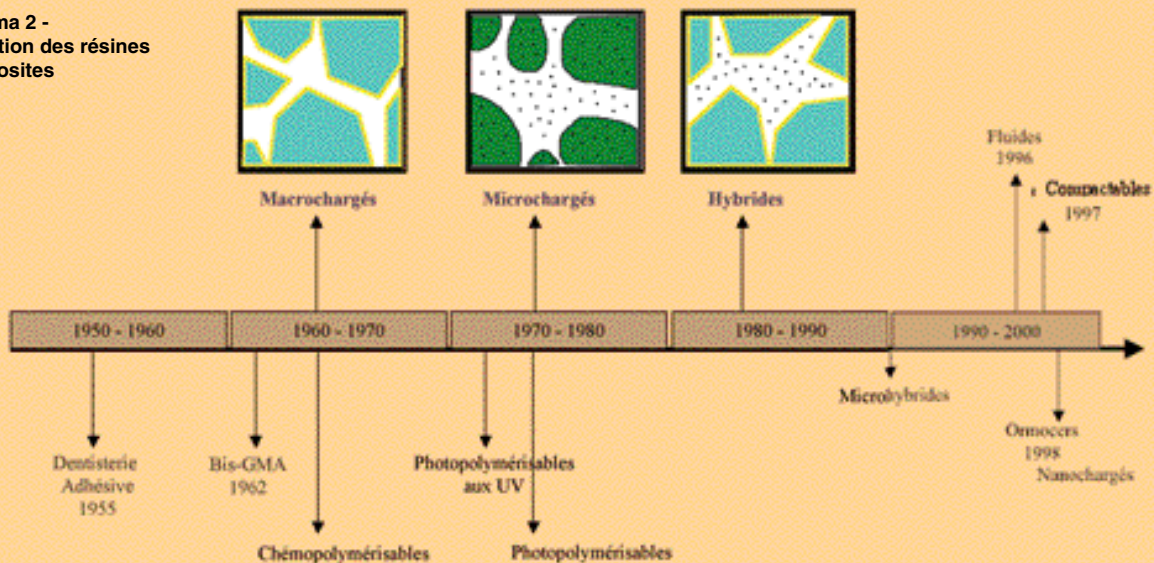 ma 2 -
tion des résines
osites
Macrochargés
Microchargés
Hybrides
Fluides
1996
: Compactables
1997
1950 - 1960
1960 - 1970
1970 - 1980
1980 - 1990
1990 - 2000
Microhybrides
Dentisterie
Adhésive
1955
Bis-GMA
1962
Photopolymérisables
aux UV
Ormocers
1998
Nanochargés
Chémopolymérisables
Photopolymérisables